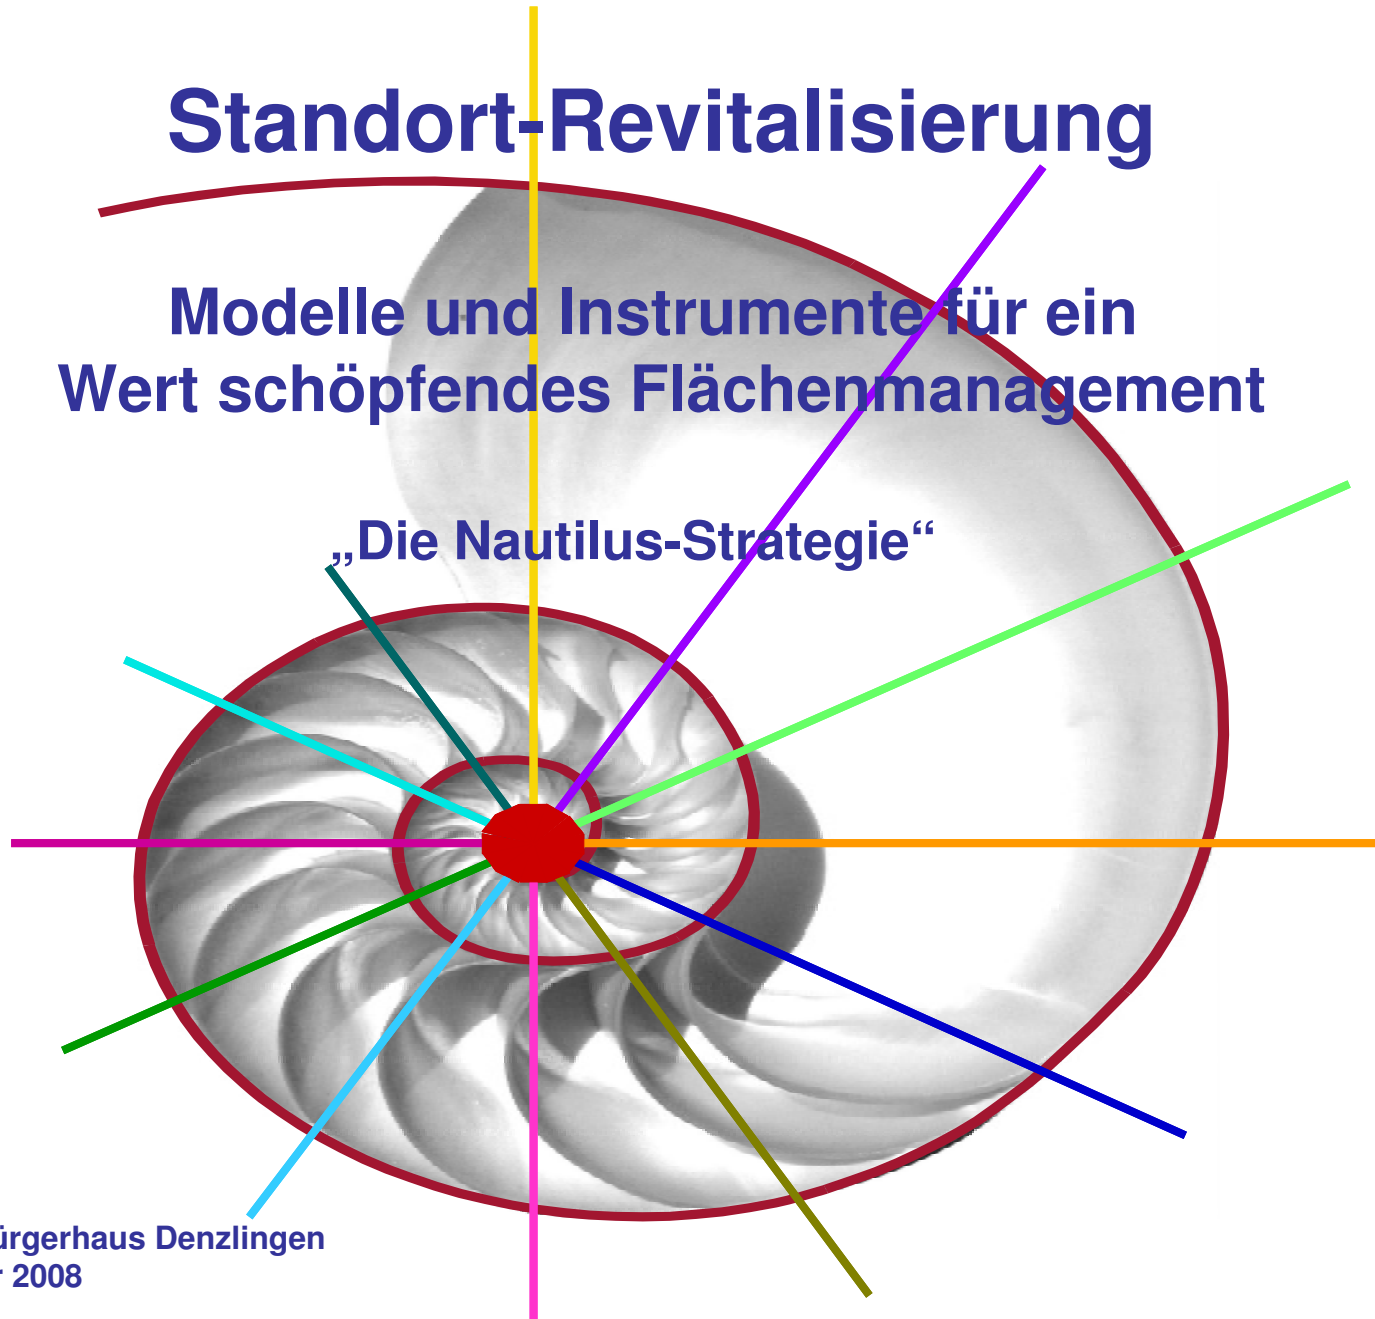 Standort-Revitalisierung
Modelle und Instrumente für ein
Wert schöpfendes Flächenmanagement
„Die Nautilus-Strategie“
ürgerhaus Denzlingen
r 2008